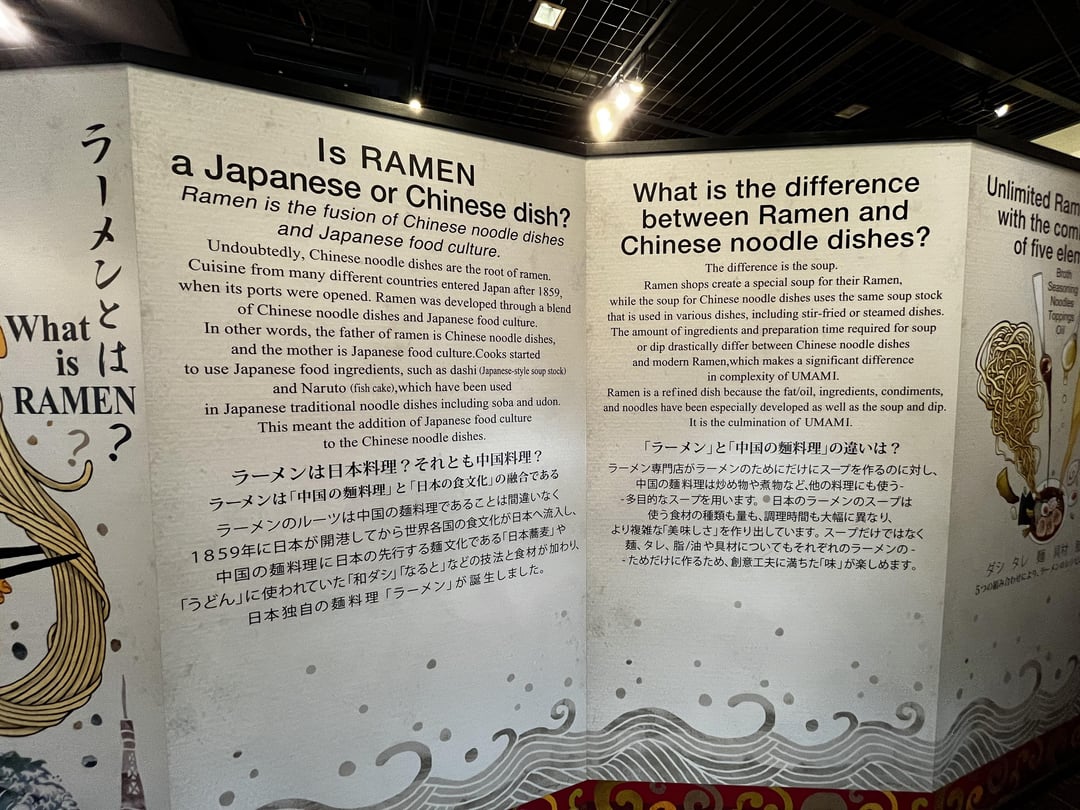 ラーメンとは?
What
is
RAMEN
?
Is RAMEN
a Japanese or Chinese dish?
Ramen is the fusion of Chinese noodle dishes
and Japanese food culture.
Undoubtedly, Chinese noodle dishes are the root of ramen.
Cuisine from many different countries entered Japan after 1859,
when its ports were opened. Ramen was developed through a blend
of Chinese noodle dishes and Japanese food culture.
In other words, the father of ramen is Chinese noodle dishes,
and the mother is Japanese food culture.Cooks started
to use Japanese food ingredients, such as dashi (Japanese-style soup stock)
and Naruto (fish cake),which have been used
in Japanese traditional noodle dishes including soba and udon.
This meant the addition of Japanese food culture
to the Chinese noodle dishes.
ラーメンは日本料理?それとも中国料理?
ラーメンは「中国の麺料理」と「日本の食文化」の融合である
ラーメンのルーツは中国の麺料理であることは間違いなく
1859年に日本が開港してから世界各国の食文化が日本へ流入し、
中国の麺料理に日本の先行する麺文化である「日本蕎麦」や
「うどん」に使われていた「和ダシ」「なると」などの技法と食材が加わり、
日本独自の麺料理「ラーメン」が誕生しました。
What is the difference
between Ramen and
Chinese noodle dishes?
The difference is the soup.
Ramen shops create a special soup for their Ramen,
while the soup for Chinese noodle dishes uses the same soup stock
that is used in various dishes, including stir-fried or steamed dishes.
The amount of ingredients and preparation time required for soup
or dip drastically differ between Chinese noodle dishes
and modern Ramen,which makes a significant difference
in complexity of UMAMI.
Ramen is a refined dish because the fat/oil, ingredients, condiments,
and noodles have been especially developed as well as the soup and dip.
It is the culmination of UMAMI.
「ラーメン」と「中国の麺料理」の違いは?
ラーメン専門店がラーメンのためだけにスープを作るのに対し、
中国の麺料理は炒め物や煮物など、他の料理にも使う-
-多目的なスープを用います。日本のラーメンのスープは
使う食材の種類も量も、調理時間も大幅に異なり、
より複雑な「美味しさ」を作り出しています。スープだけではなく
麺、タレ、脂/油や具材についてもそれぞれのラーメンの-
-ためだけに作るため、創意工夫に満ちた「味」が楽しめます。
Unlimited Ram
with the com
of five elem
Broth
Seasoning
Noodles
Toppings
Oil
ダシ タレ 麺 具材
5つの組み合わせにより、ラーメンの